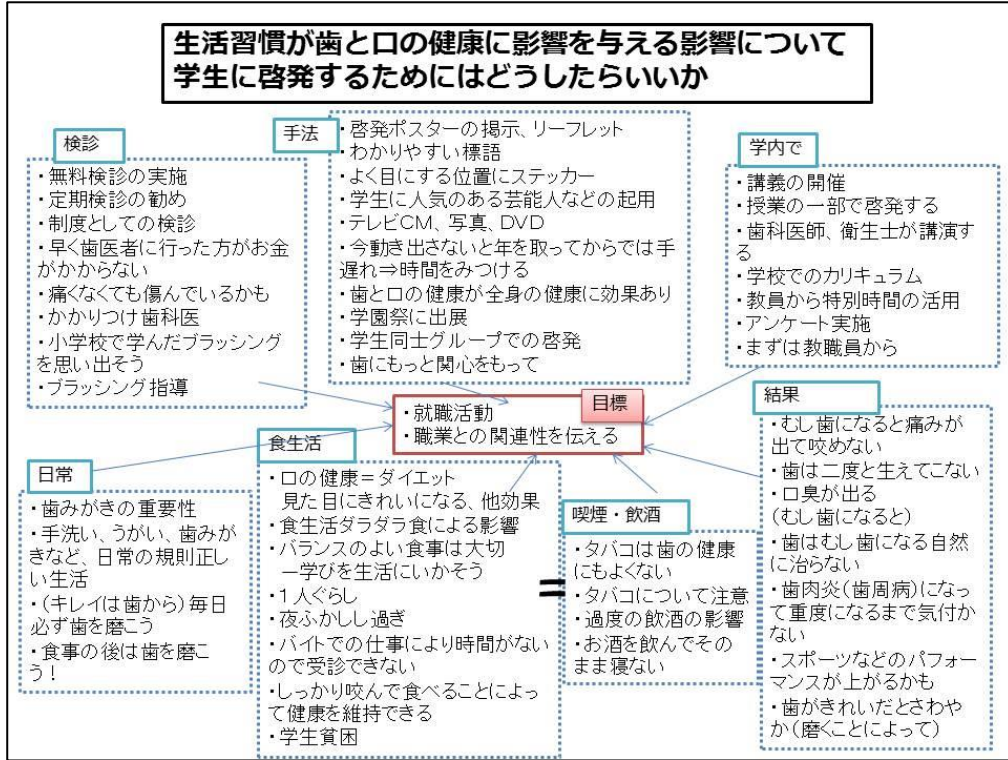 生活習慣が歯と口の健康に影響を与える影響について
学生に啓発するためにはどうしたらいいか
検診
・無料検診の実施
・定期検診の勧め
・制度としての検診
・早く歯医者に行った方がお金
がかからない
・痛くなくても傷んでいるかも
・かかりつけ歯科医
・小学校で学んだブラッシング
を思い出そう
・ブラッシング指導
手法
・啓発ポスターの掲示、リーフレット
・わかりやすい標語
・よく目にする位置にステッカー
・学生に人気のある芸能人などの起用
・テレビCM、写真、DVD
・今動き出さないと年を取ってからでは手
遅れ⇒時間をみつける
・歯と口の健康が全身の健康に効果あり
・学園祭に出展
・学生同士グループでの啓発
・歯にもっと関心をもって
学内で
・講義の開催
・授業の一部で啓発する
・歯科医師、衛生士が講演す
る
・学校でのカリキュラム
・教員から特別時間の活用
・アンケート実施
・まずは教職員から
目標
・就職活動
・職業との関連性を伝える
日常
・歯みがきの重要性
・手洗い、うがい、歯みが
きなど、日常の規則正し
い生活
・(キレイは歯から)毎日
必ず歯を磨こう
・食事の後は歯を磨こ
う!
食生活
・口の健康=ダイエット
見た目にきれいになる、他効果
・食生活ダラダラ食による影響
・バランスのよい食事は大切
ー学びを生活にいかそう
・1人ぐらし
・夜ふかしし過ぎ
・バイトでの仕事により時間がない
ので受診できない
・しっかり咬んで食べることによっ
て健康を維持できる
・学生貧困
=
喫煙・飲酒
・タバコは歯の健康
にもよくない
・タバコについて注意
・過度の飲酒の影響
・お酒を飲んでその
まま寝ない
結果
・むし歯になると痛みが
出て咬めない
・歯は二度と生えてこない
・口臭が出る
(むし歯になると)
・歯はむし歯になる自然
に治らない
・歯肉炎(歯周病)になっ
て重度になるまで気付か
ない
・スポーツなどのパフォー
マンスが上がるかも
・歯がきれいだとさわや
か(磨くことによって)